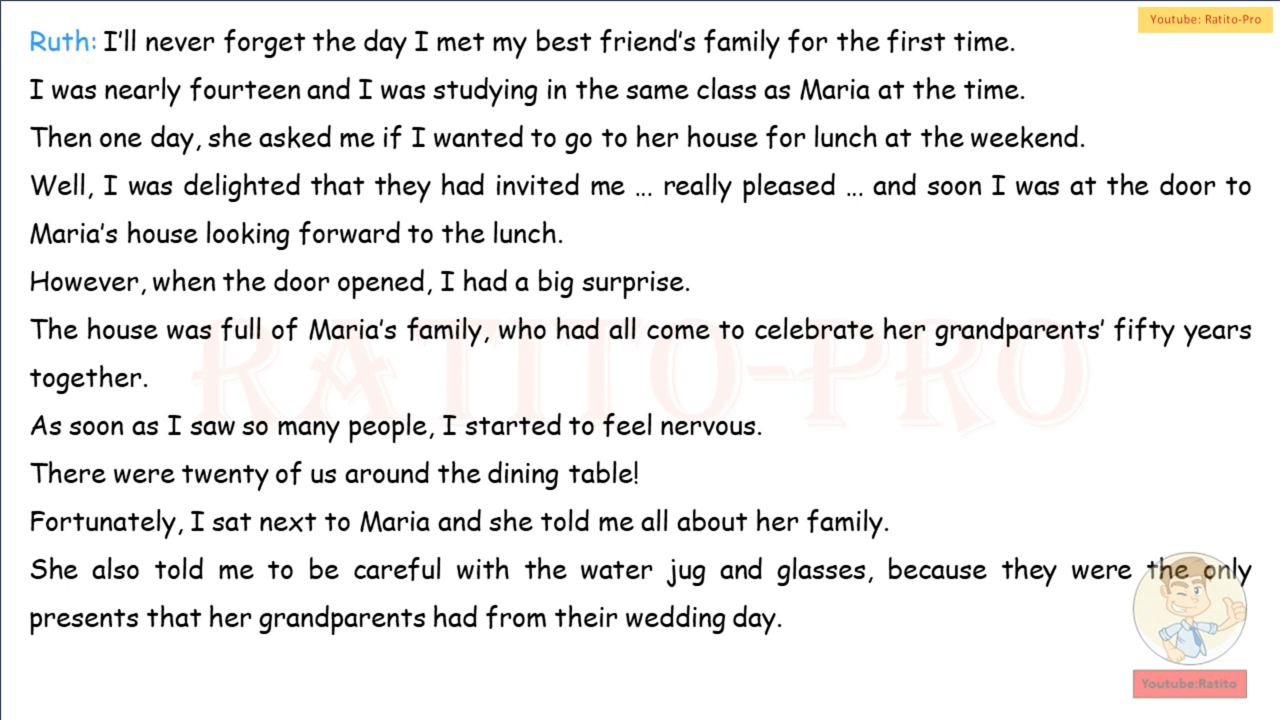 Youtube: Ratito-Pro
Ruth: I'll never forget the day I met my best friend's family for the first time.
I was nearly fourteen and I was studying in the same class as Maria at the time.
Then one day, she asked me if I wanted to go to her house for lunch at the weekend.
Well, I was delighted that they had invited me ... really pleased ... and soon I was at the door to
Maria's house looking forward to the lunch.
However, when the door opened, I had a big surprise.
The house was full of Maria's family, who had all come to celebrate her grandparents' fifty years
together.
RATITO-PRO
As soon as I saw so many people, I started to feel nervous.
There were twenty of us around the dining table!
Fortunately, I sat next to Maria and she told me all about her family.
She also told me to be careful with the water jug and glasses, because they were the only
presents that her grandparents had from their wedding day.
Youtube:Ratito